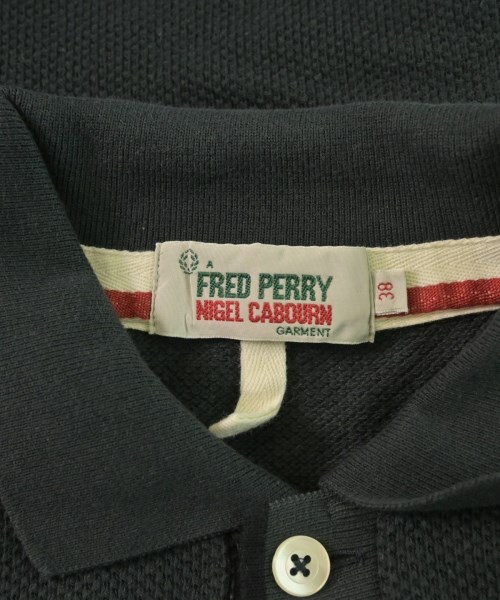 A
FRED PERRY
NIGEL CABOURN
GARMENT
38